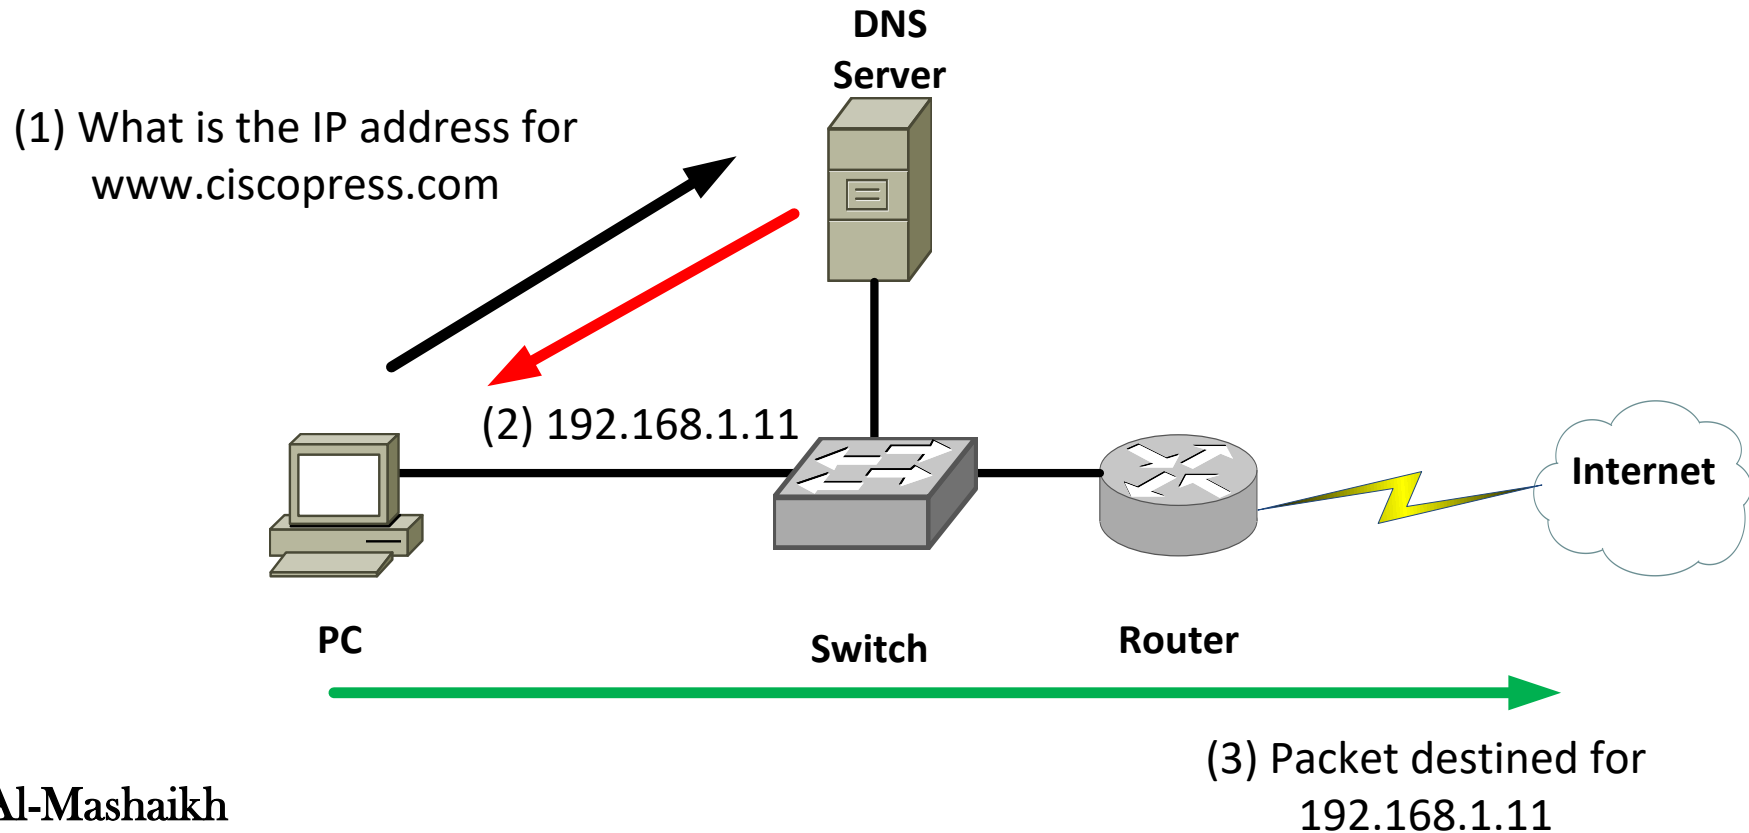 DNS
Server
(1) What is the IP address for
www.ciscopress.com
(2) 192.168.1.11
Internet
PC
Switch
Router
(3) Packet destined for
192.168.1.11
Al-Mashaikh